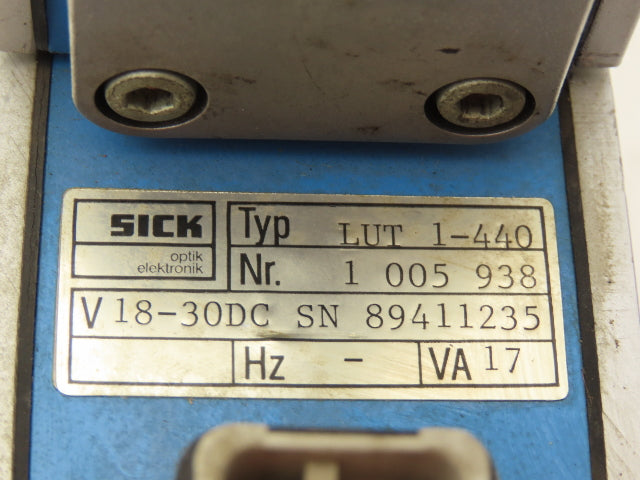 SICK
optik
elektronik
Typ LUT 1-440
Nr. 1 005 938
V 18-30DC SN 89411235
Hz - VA 17